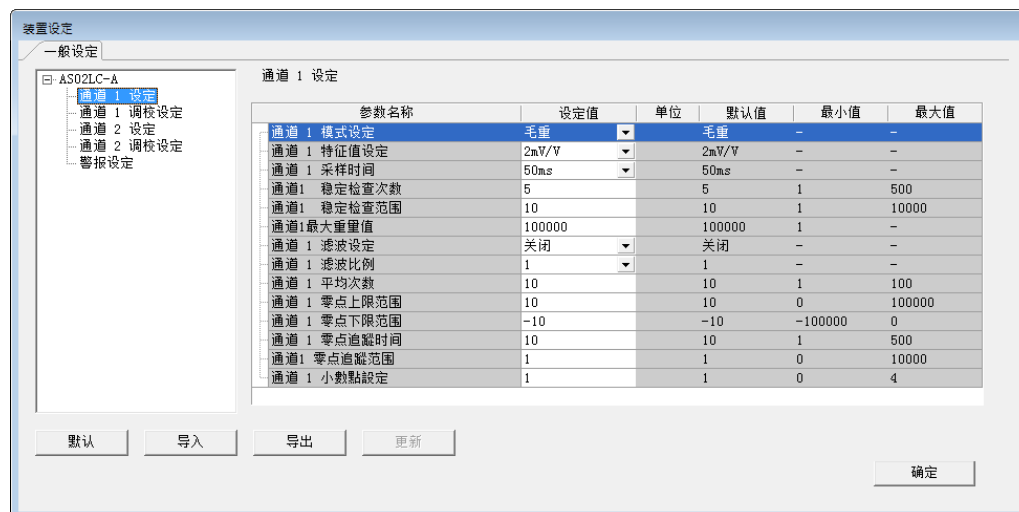 装置设定
一般设定
AS02LC-A
通道 1 设定
通道 1 调校设定
通道 2 设定
通道 2 调校设定
警报设定
通道 1 设定
参数名称 设定值 单位 默认值 最小值 最大值
通道 1 模式设定 毛重 毛重 - -
通道 1 特征值设定 2mV/V 2mV/V - -
通道 1 采样时间 50ms 50ms - -
通道1 稳定检查次数 5 5 1 500
通道1 稳定检查范围 10 10 1 10000
通道1最大重量值 100000 100000 1 -
通道 1 滤波设定 关闭 关闭 - -
通道 1 滤波比例 1 1 - -
通道 1 平均次数 10 10 1 100
通道 1 零点上限范围 10 10 0 100000
通道 1 零点下限范围 -10 -10 -100000 0
通道 1 零点追蹤时间 10 10 1 500
通道1 零点追蹤范围 1 1 0 10000
通道 1 小數點設定 1 1 0 4
默认 导入 导出 更新
确定